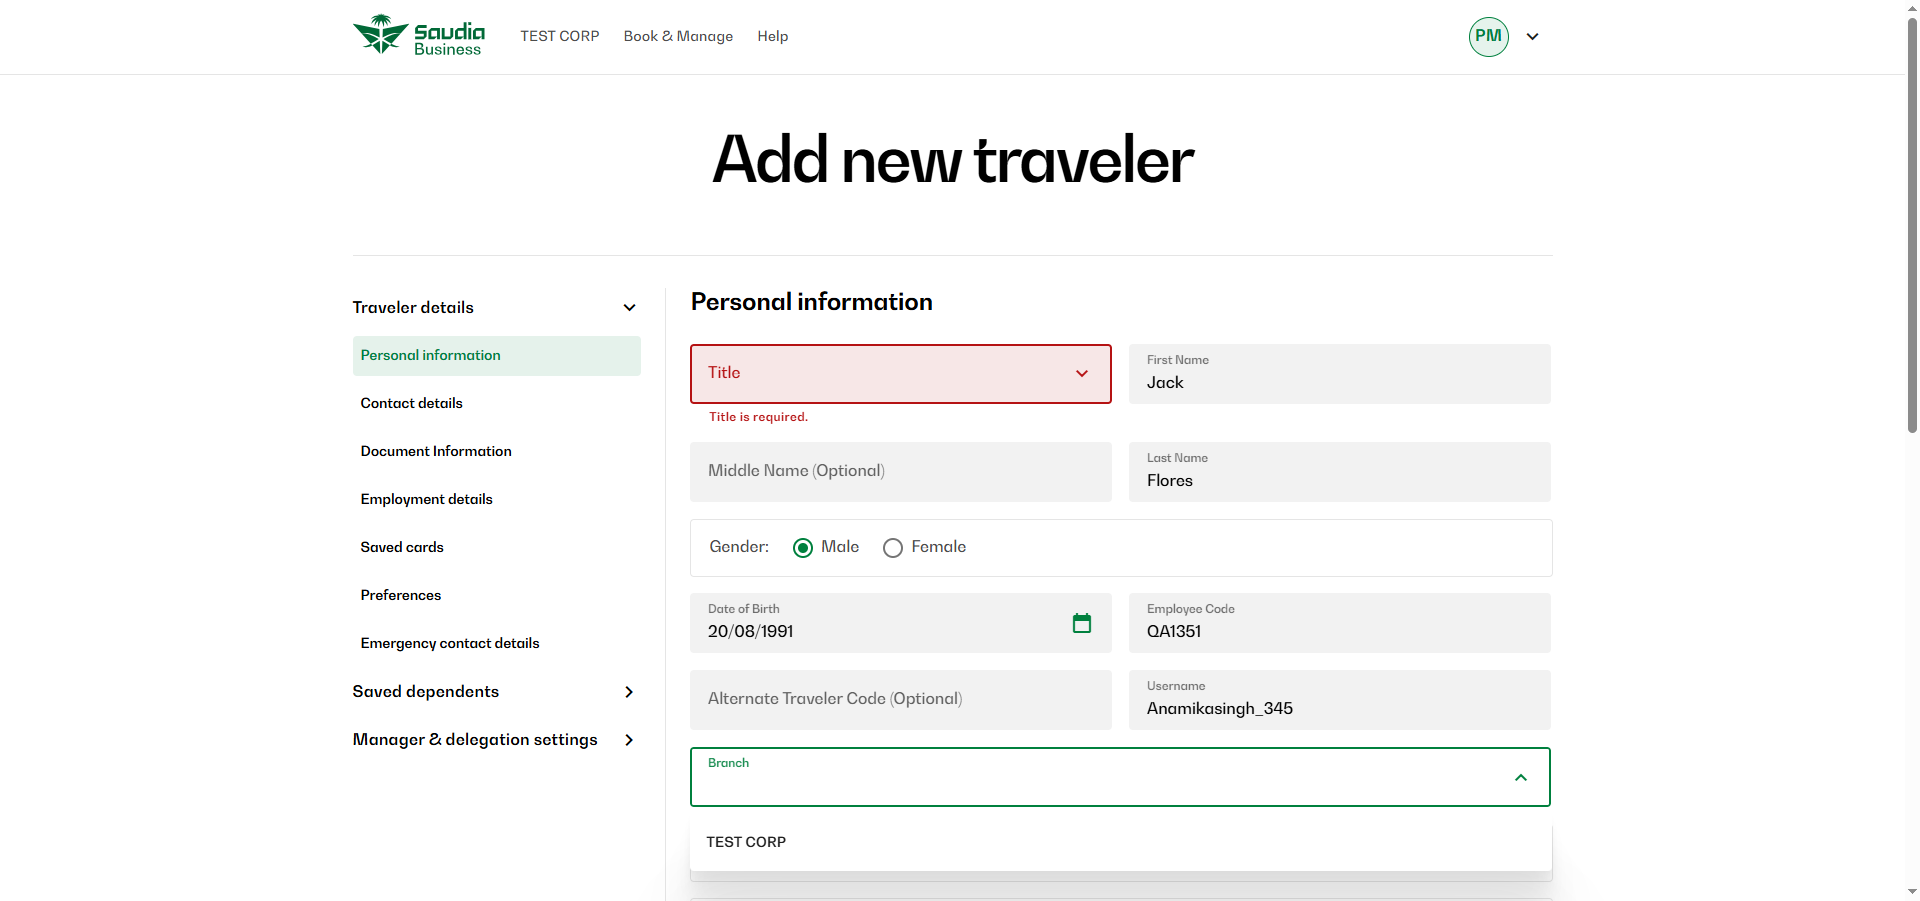 Saudia
Business
TEST CORP
Book & Manage
Help
PM
Add new traveler
Traveler details
Personal information
Contact details
Document Information
Employment details
Saved cards
Preferences
Emergency contact details
Saved dependents
Manager & delegation settings
Personal information
Title
Title is required.
First Name
Jack
Middle Name (Optional)
Last Name
Flores
Gender:
Male
Female
Date of Birth
20/08/1991
Employee Code
QA1351
Alternate Traveler Code (Optional)
Username
Anamikasingh_345
Branch
TEST CORP